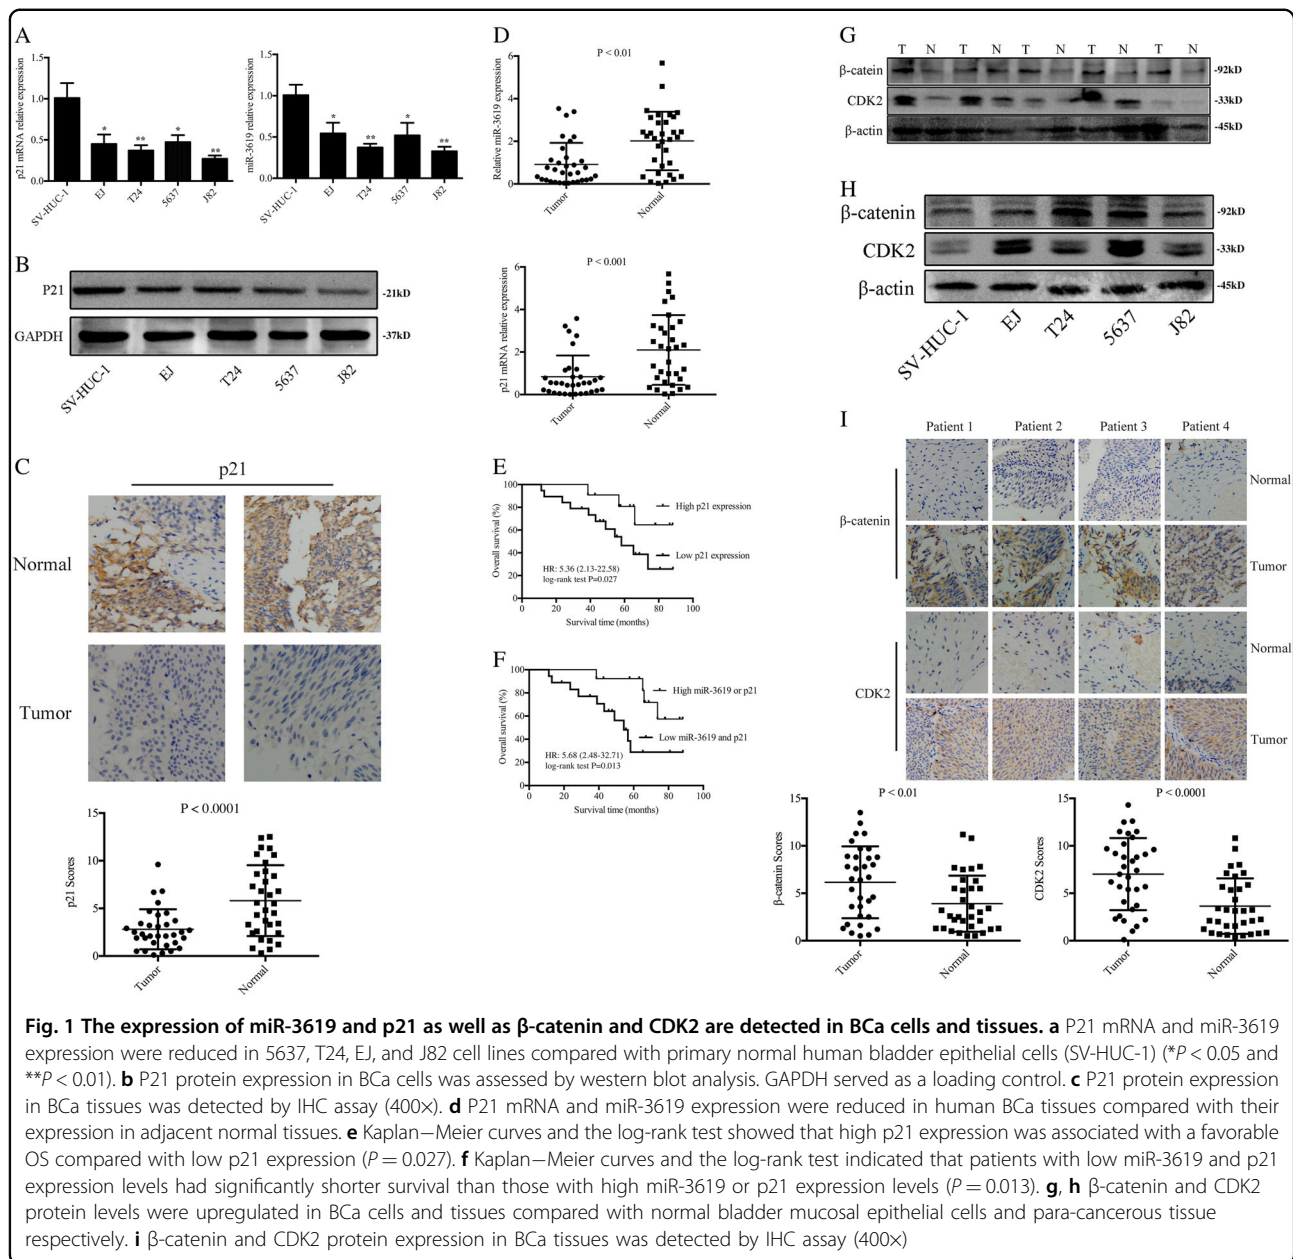 A
p21 mRNA relative expression
1.5
1.0
0.5
0.0
*
**
*
**
SV-HUC-1
EJ
T24
5637
J82
miR-3619 relative expression
1.5
1.0
0.5
0.0
*
**
*
**
SV-HUC-1
EJ
T24
5637
J82
B
P21
-21kD
GAPDH
-37kD
SV-HUC-1
EJ
T24
5637
J82
C
p21
Normal
Tumor
P < 0.0001
p21 Scores
15
10
5
0
Tumor
Normal
D
P < 0.01
Relative miR-3619 expression
6
4
2
0
Tumor
Normal
P < 0.001
p21 mRNA relative expression
6
4
2
0
Tumor
Normal
E
Overall survival (%)
100
80
60
40
20
0
High p21 expression
Low p21 expression
HR: 5.36 (2.13-22.58)
log-rank test P=0.027
0 20 40 60 80 100
Survival time (months)
F
Overall survival (%)
100
80
60
40
20
0
High miR-3619 or p21
Low miR-3619 and p21
HR: 5.68 (2.48-32.71)
log-rank test P=0.013
0 20 40 60 80 100
Survival time (months)
G
T N T N T N T N T N
β-catein
-92kD
CDK2
-33kD
β-actin
-45kD
H
β-catenin
-92kD
CDK2
-33kD
β-actin
-45kD
SV-HUC-1
EJ
T24
5637
J82
I
Patient 1 Patient 2 Patient 3 Patient 4
β-catenin
Normal
Tumor
CDK2
Normal
Tumor
P < 0.01
β-catenin Scores
15
10
5
0
Tumor
Normal
P < 0.0001
CDK2 Scores
15
10
5
0
Tumor
Normal
Fig. 1 The expression of miR-3619 and p21 as well as β-catenin and CDK2 are detected in BCa cells and tissues. a P21 mRNA and miR-3619
expression were reduced in 5637, T24, EJ, and J82 cell lines compared with primary normal human bladder epithelial cells (SV-HUC-1) (*P < 0.05 and
**P < 0.01). b P21 protein expression in BCa cells was assessed by western blot analysis. GAPDH served as a loading control. c P21 protein expression
in BCa tissues was detected by IHC assay (400×). d P21 mRNA and miR-3619 expression were reduced in human BCa tissues compared with their
expression in adjacent normal tissues. e Kaplan−Meier curves and the log-rank test showed that high p21 expression was associated with a favorable
OS compared with low p21 expression (P = 0.027). f Kaplan−Meier curves and the log-rank test indicated that patients with low miR-3619 and p21
expression levels had significantly shorter survival than those with high miR-3619 or p21 expression levels (P = 0.013). g, h β-catenin and CDK2
protein levels were upregulated in BCa cells and tissues compared with normal bladder mucosal epithelial cells and para-cancerous tissue
respectively. i β-catenin and CDK2 protein expression in BCa tissues was detected by IHC assay (400×)